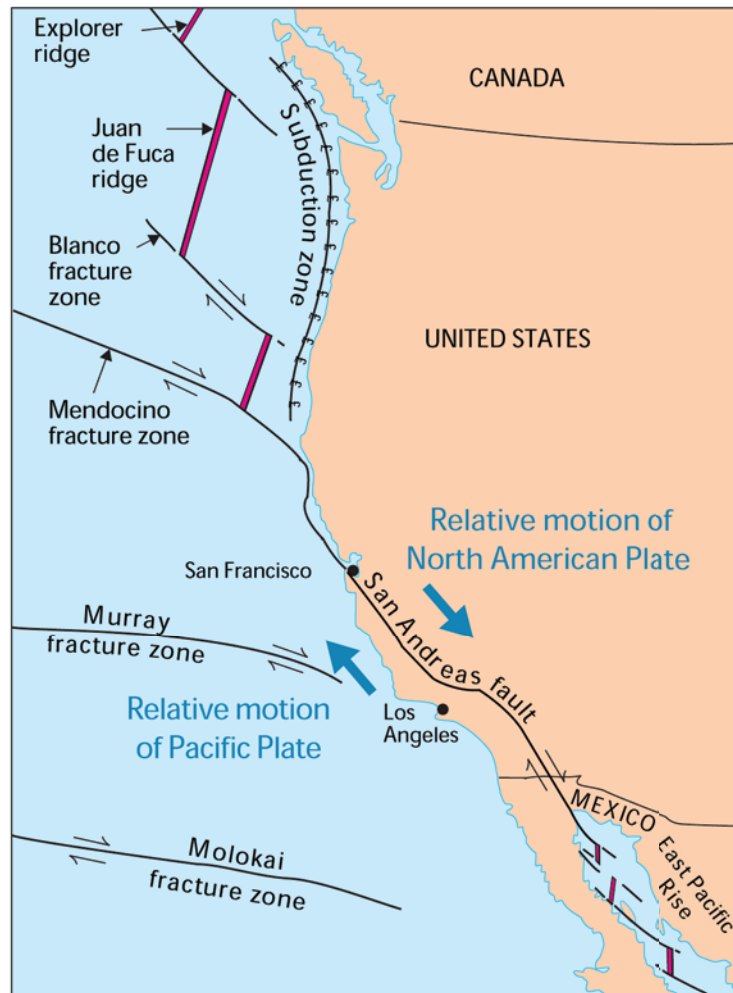 Explorer
ridge
CANADA
Juan
de Fuca
ridge
Subduction zone
Blanco
fracture
zone
UNITED STATES
Mendocino
fracture zone
Relative motion of
North American Plate
San Francisco
San Andreas fault
Murray
fracture zone
Relative motion
of Pacific Plate
Los
Angeles
MEXICO
East Pacific
Rise
Molokai
fracture zone